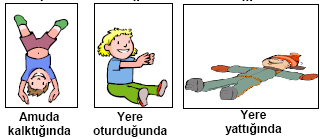 Amuda
kalktığında
Yere
oturduğunda
Yere
yattığında